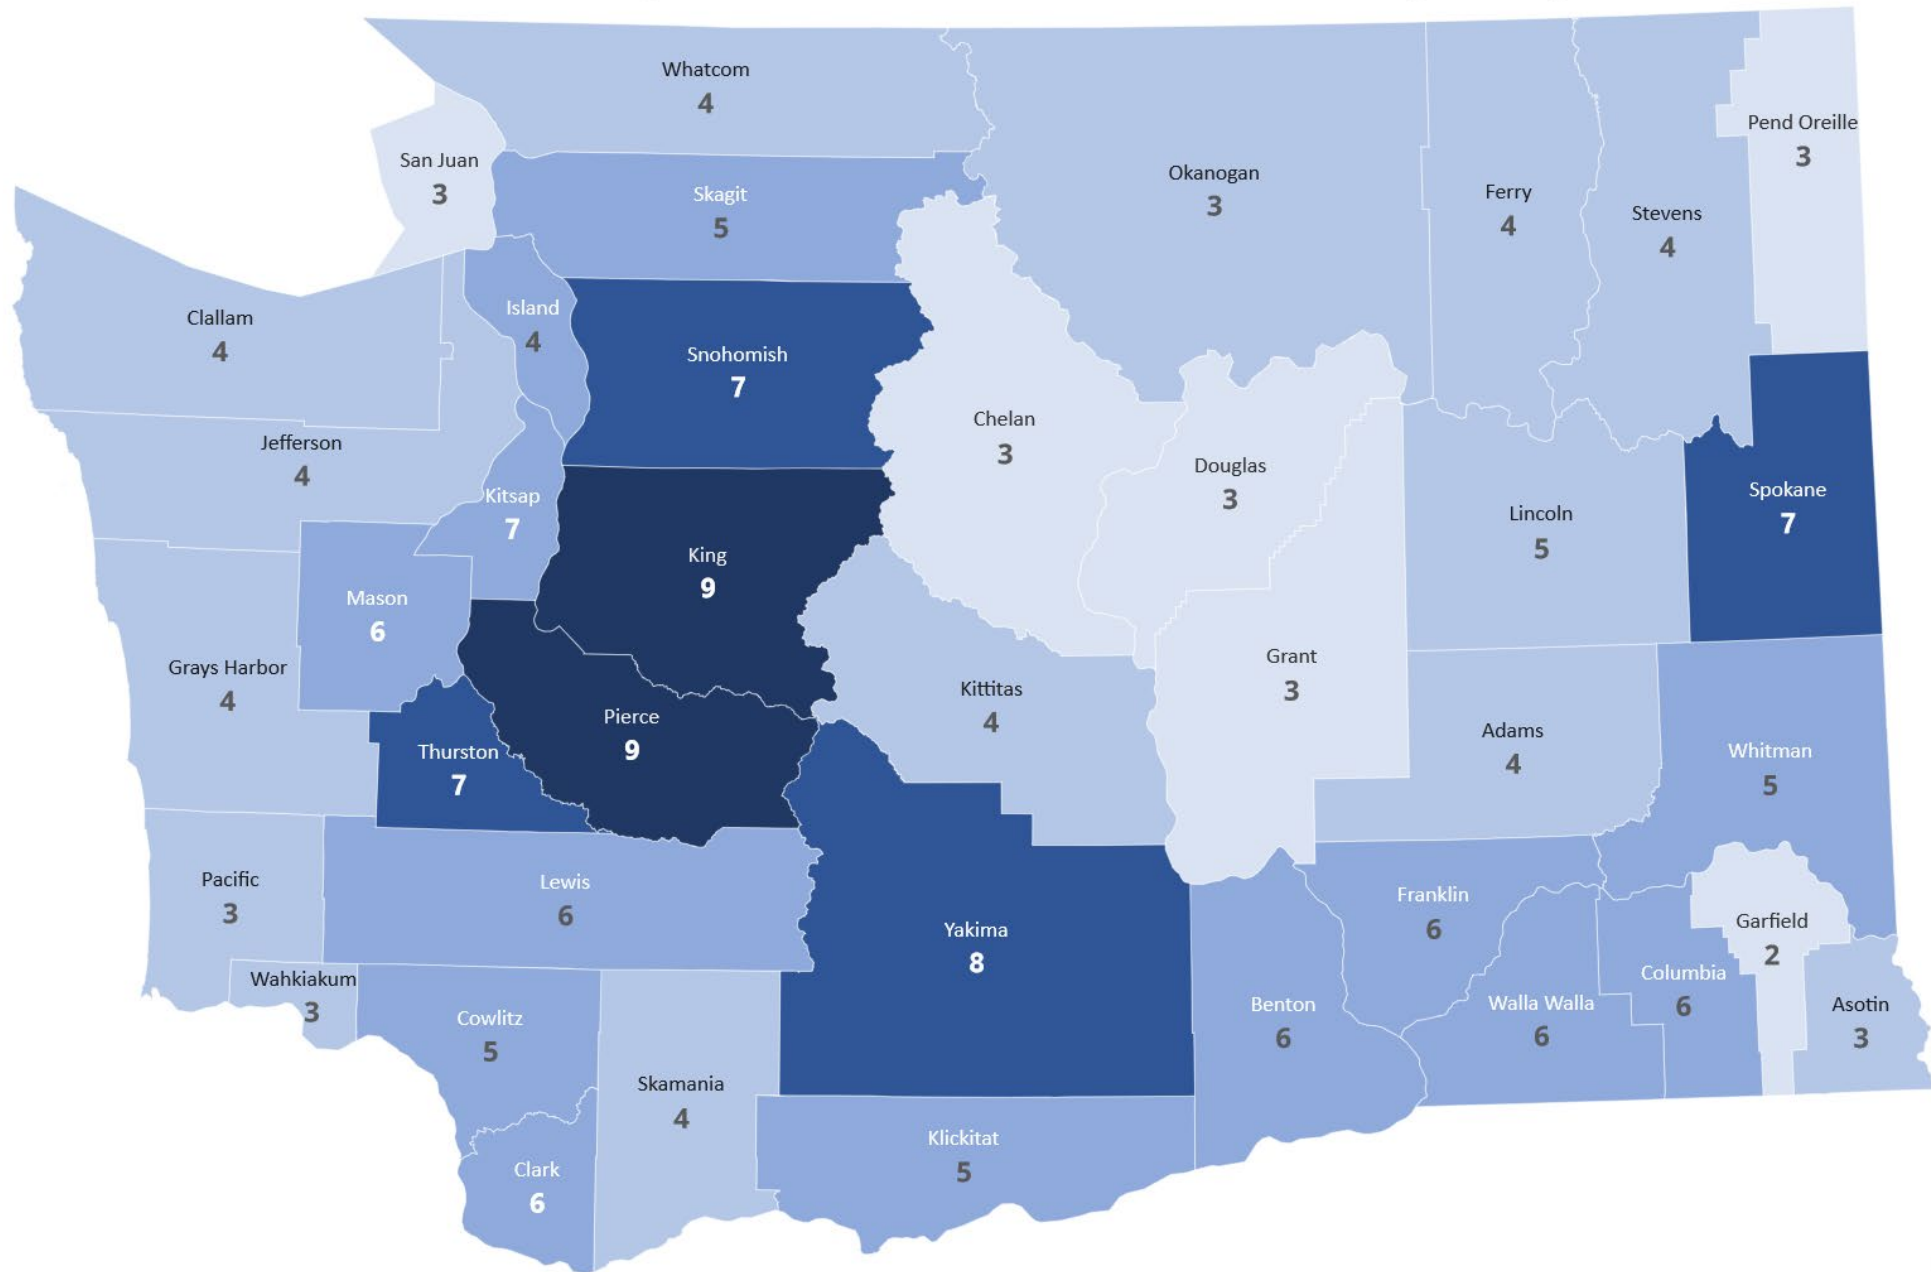 Whatcom
4
Pend Oreille
3
San Juan
3
Okanogan
3
Skagit
5
Ferry
4
Stevens
4
Island
4
Clallam
4
Snohomish
7
Chelan
3
Jefferson
4
Douglas
3
Kitsap
7
Spokane
7
Lincoln
5
King
9
Mason
6
Grays Harbor
4
Grant
3
Kittitas
4
Pierce
9
Adams
4
Thurston
7
Whitman
5
Pacific
3
Lewis
6
Franklin
6
Garfield
2
Yakima
8
Columbia
6
Wahkiakum
3
Benton
6
Walla Walla
6
Asotin
3
Cowlitz
5
Skamania
4
Klickitat
5
Clark
6